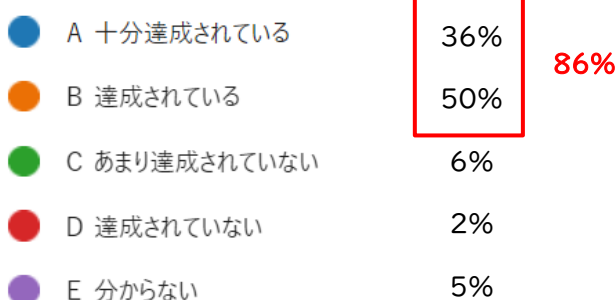 A 十分達成されている 36%
86%
B 達成されている 50%
C あまり達成されていない 6%
D 達成されていない 2%
E 分からない 5%